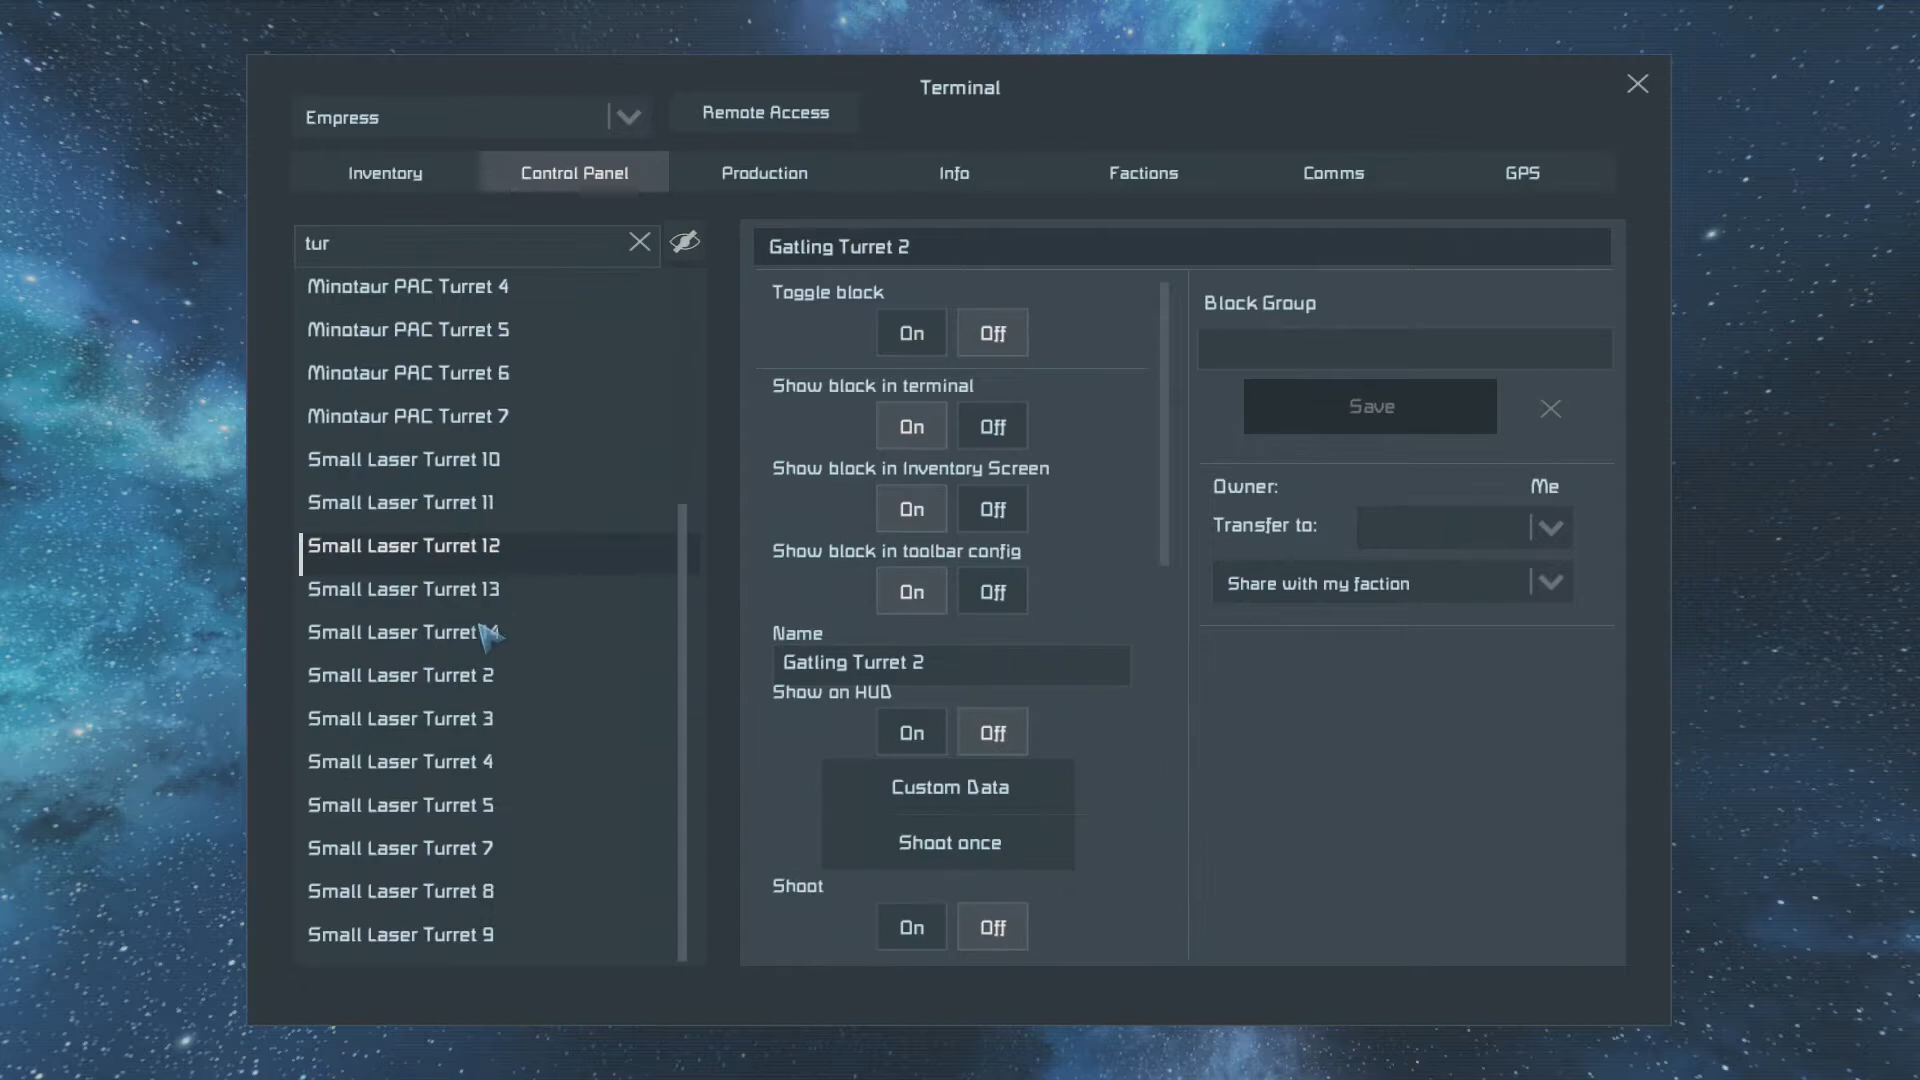 Terminal
Empress
Remote Access
Inventory
Control Panel
Production
Info
Factions
Comms
GPS
tur
Minotaur PAC Turret 4
Minotaur PAC Turret 5
Minotaur PAC Turret 6
Minotaur PAC Turret 7
Small Laser Turret 10
Small Laser Turret 11
Small Laser Turret 12
Small Laser Turret 13
Small Laser Turret
Small Laser Turret 2
Small Laser Turret 3
Small Laser Turret 4
Small Laser Turret 5
Small Laser Turret 7
Small Laser Turret 8
Small Laser Turret 9
Gatling Turret 2
Toggle block
On Off
Show block in terminal
On Off
Show block in Inventory Screen
On Off
Show block in toolbar config
On Off
Name
Gatling Turret 2
Show on HUD
On Off
Custom Data
Shoot once
Shoot
On Off
Block Group
Save
Owner: Me
Transfer to:
Share with my faction